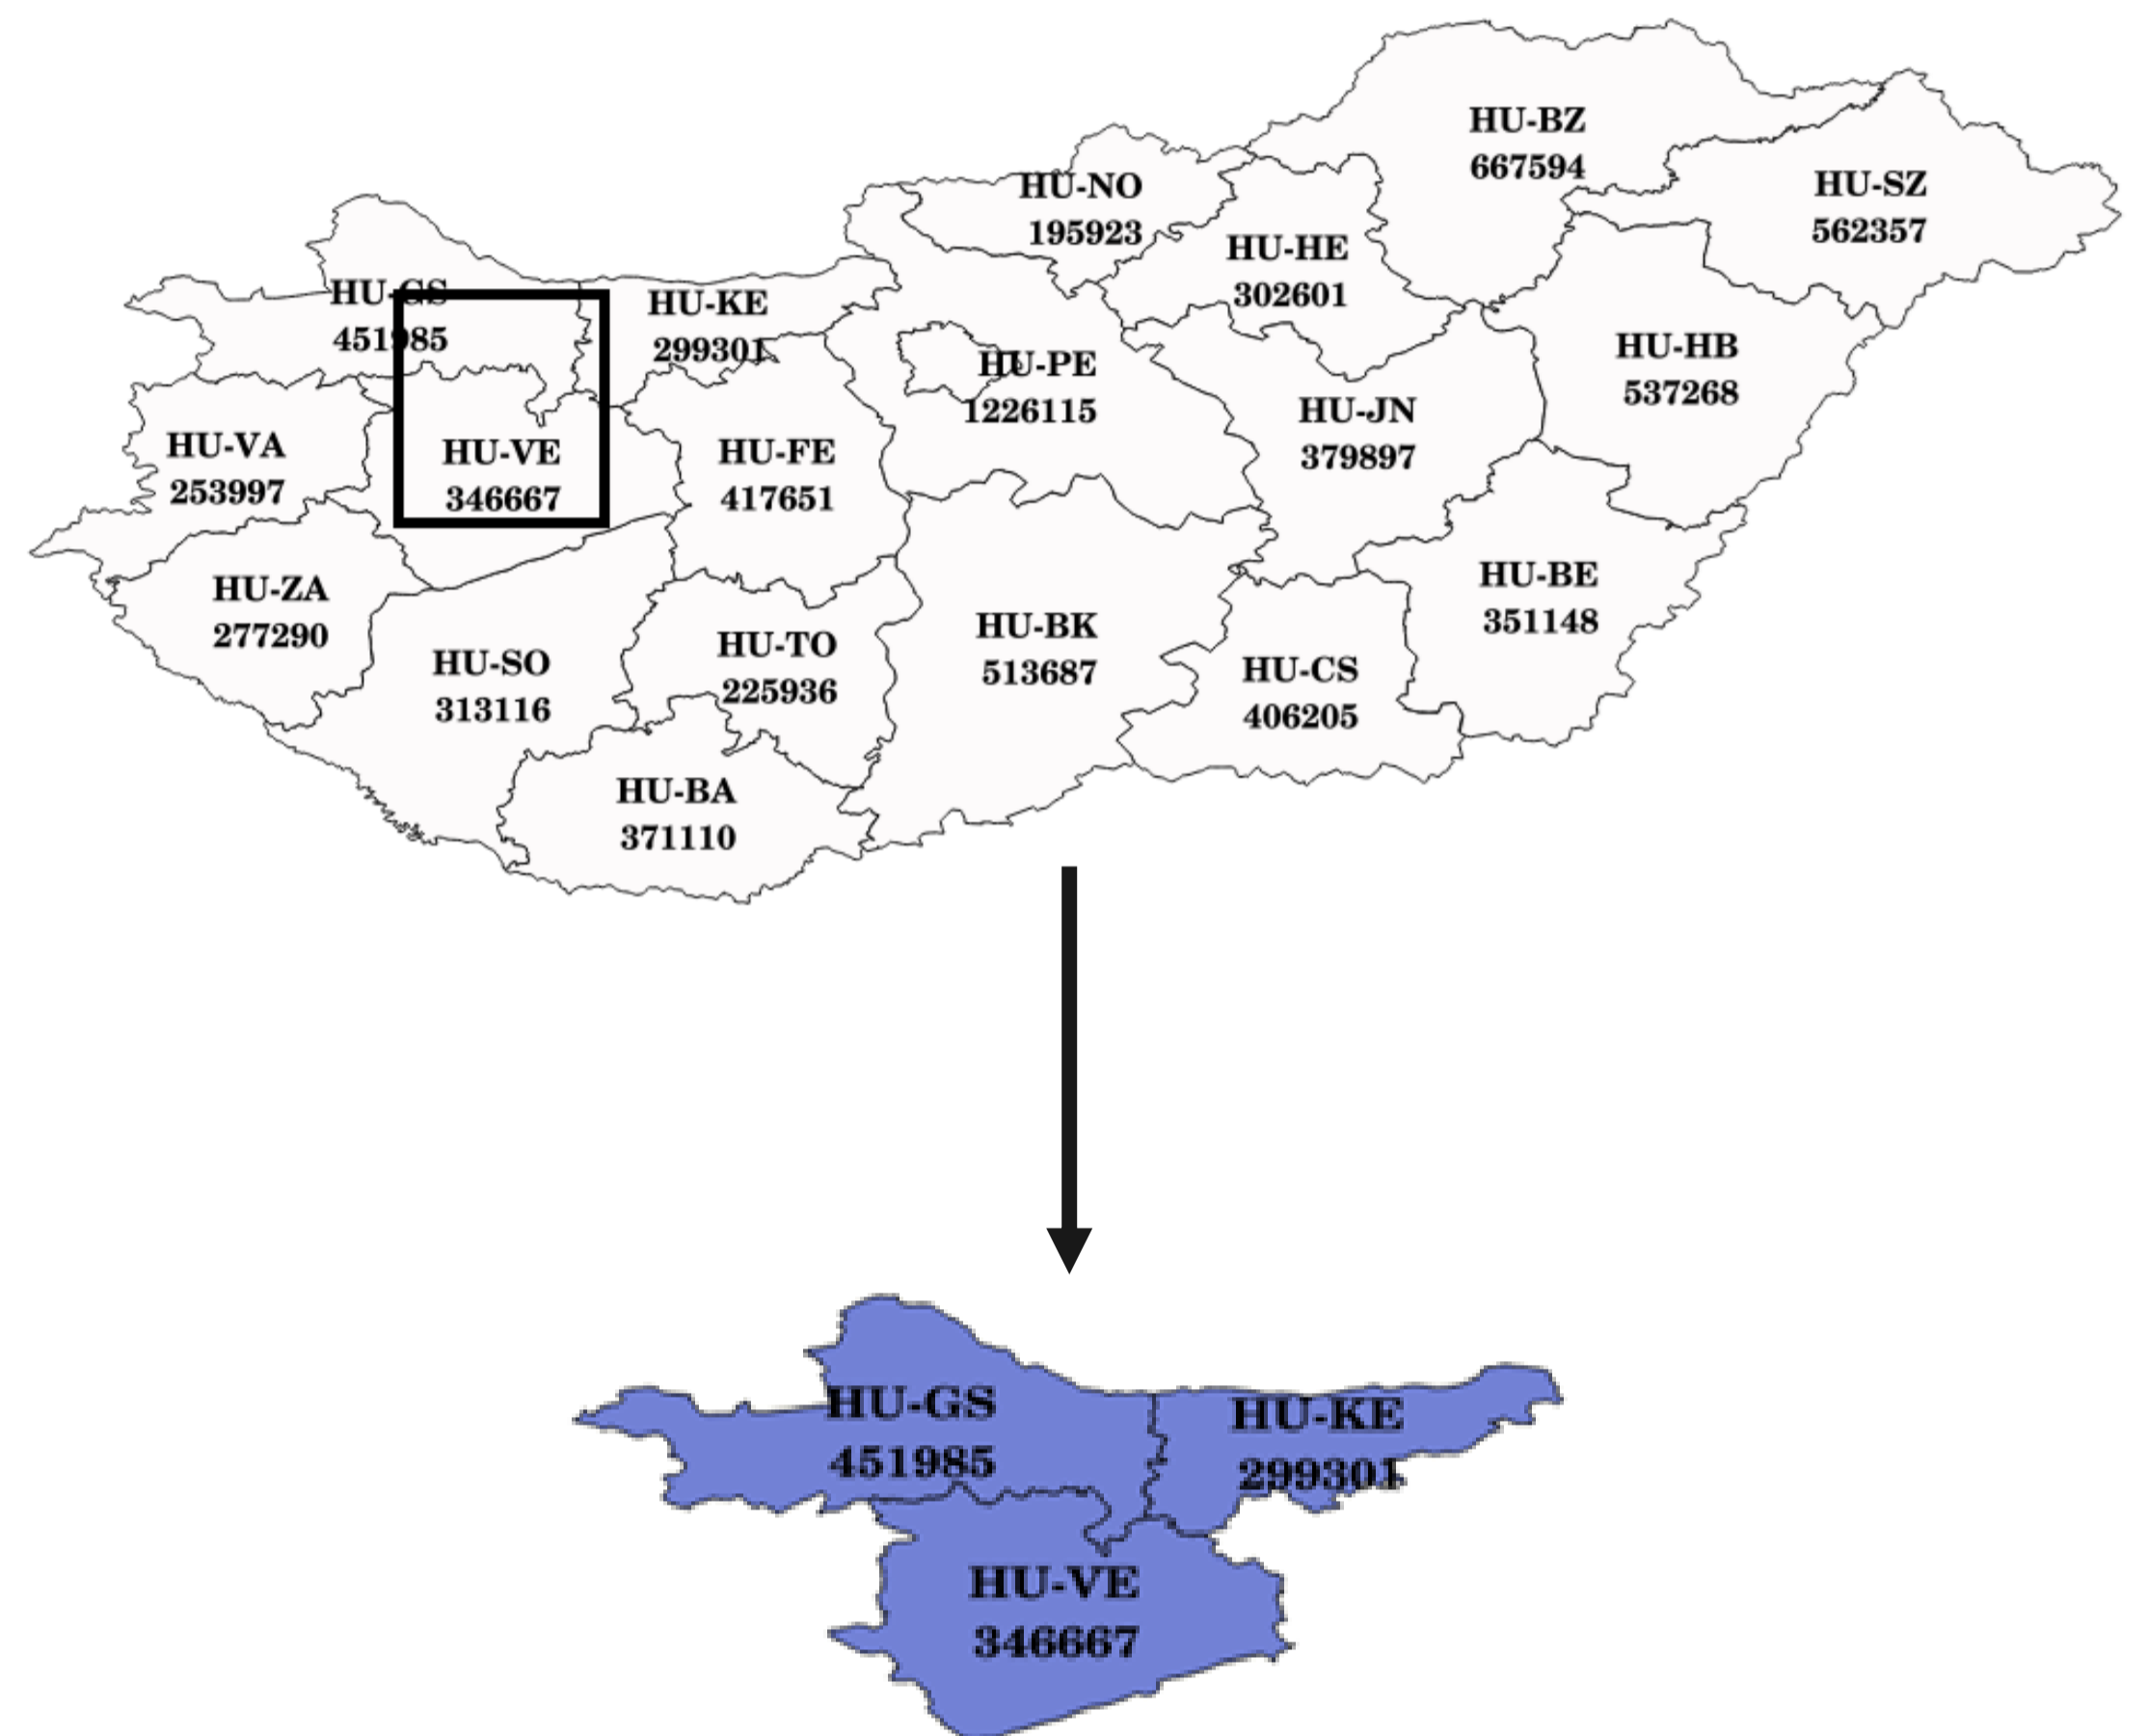 HU-BZ
667594
HU-SZ
562357
HU-NO
195923
HU-HE
302601
HU-GS
451985
HU-KE
299301
HU-PE
1226115
HU-HB
537268
HU-JN
379897
HU-VA
253997
HU-VE
346667
HU-FE
417651
HU-ZA
277290
HU-BE
351148
HU-SO
313116
HU-TO
225936
HU-BK
513687
HU-CS
406205
HU-BA
371110
HU-GS
451985
HU-KE
299301
HU-VE
346667